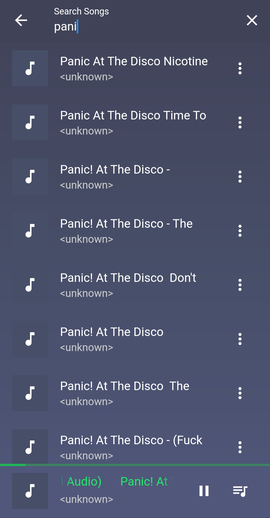 Search Songs
pani
Panic At The Disco Nicotine
<unknown>
Panic At The Disco Time To
<unknown>
Panic! At The Disco -
<unknown>
Panic! At The Disco - The
<unknown>
Panic! At The Disco  Don't
<unknown>
Panic! At The Disco
<unknown>
Panic! At The Disco  The
<unknown>
Panic! At The Disco - (Fuck
<unknown>
Audio)     Panic! At
<unknown>